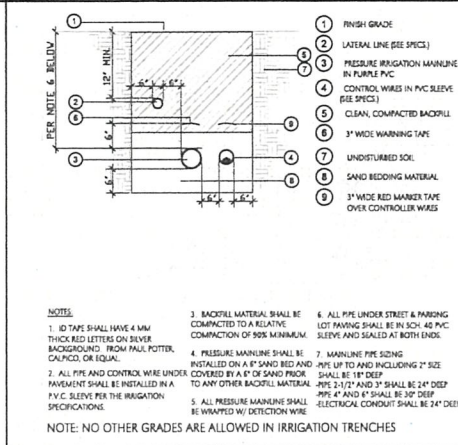 1
FINISH GRADE
2
LATERAL LINE (SEE SPECS.)
3
PRESSURE IRRIGATION MAINLINE
IN PURPLE PVC
4
CONTROL WIRES IN PVC SLEEVE
(SEE SPECS.)
5
CLEAN, COMPACTED BACKFILL
6
3" WIDE WARNING TAPE
7
UNDISTURBED SOIL
8
SAND BEDDING MATERIAL
9
3" WIDE RED MARKER TAPE
OVER CONTROLLER WIRES
1
PER NOTE 6 BELOW
12" MIN.
6"
6"
5
7
2
6
9
6"
3
4
6"
8
6"
6"
NOTES:
1. ID TAPE SHALL HAVE 4 MM
THICK RED LETTERS ON SILVER
BACKGROUND. FROM PAUL POTTER,
CALPICO, OR EQUAL.
2. ALL PIPE AND CONTROL WIRE UNDER
PAVEMENT SHALL BE INSTALLED IN A
P.V.C. SLEEVE PER THE IRRIGATION
SPECIFICATIONS.
3. BACKFILL MATERIAL SHALL BE
COMPACTED TO A RELATIVE
COMPACTION OF 90% MINIMUM.
4. PRESSURE MAINLINE SHALL BE
INSTALLED ON A 6" SAND BED AND
COVERED BY A 6" OF SAND PRIOR
TO ANY OTHER BACKFILL MATERIAL
5. ALL PRESSURE MAINLINE SHALL
BE WRAPPED W/ DETECTION WIRE
6. ALL PIPE UNDER STREET & PARKING
LOT PAVING SHALL BE IN SCH. 40 PVC
SLEEVE AND SEALED AT BOTH ENDS.
7. MAINLINE PIPE SIZING
-PIPE UP TO AND INCLUDING 2" SIZE
SHALL BE 18" DEEP
-PIPE 2-1/2" AND 3" SHALL BE 24" DEEP
-PIPE 4" AND 6" SHALL BE 30" DEEP
-ELECTRICAL CONDUIT SHALL BE 24" DEEP
NOTE: NO OTHER GRADES ARE ALLOWED IN IRRIGATION TRENCHES